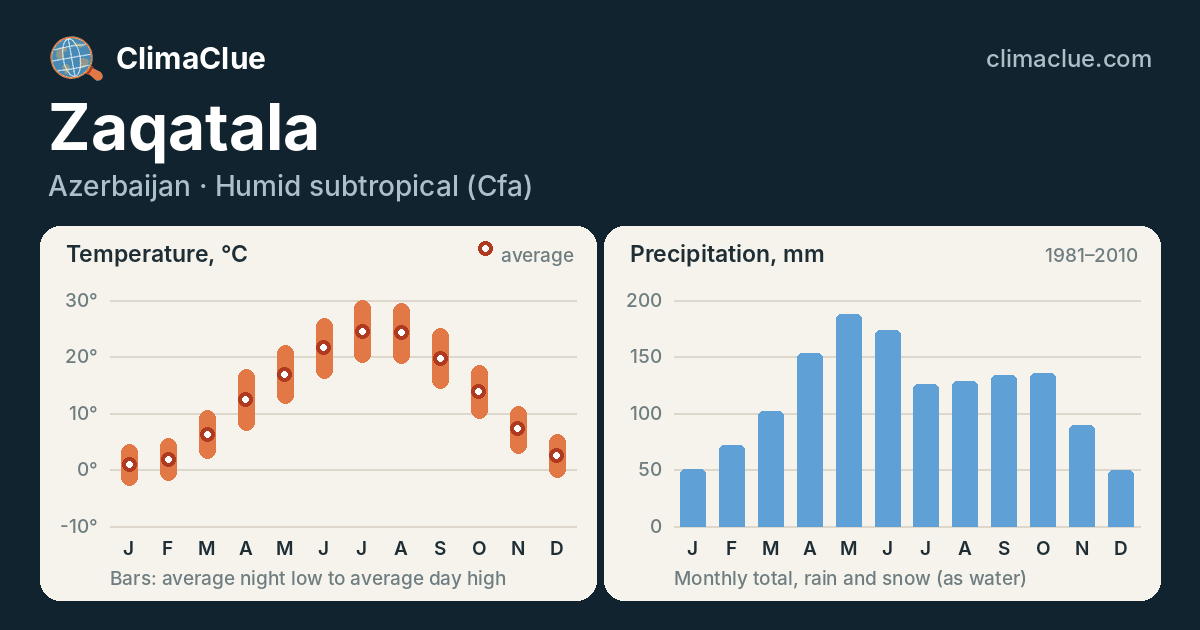 ClimaClue
climaclue.com
Zaqatala
Azerbaijan · Humid subtropical (Cfa)
Temperature, °C
average
30°
20°
10°
0°
-10°
J F M A M J J A S O N D
Bars: average night low to average day high
Precipitation, mm
1981–2010
200
150
100
50
0
J F M A M J J A S O N D
Monthly total, rain and snow (as water)